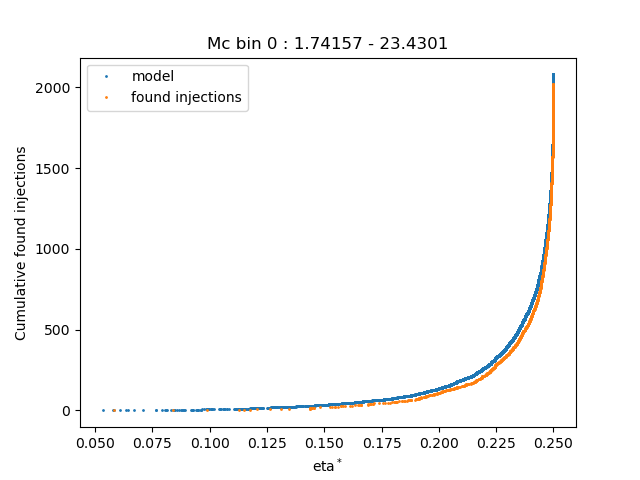 Mc bin 0 : 1.74157 - 23.4301
model
found injections
Cumulative found injections
2000
1500
1000
500
0
0.050 0.075 0.100 0.125 0.150 0.175 0.200 0.225 0.250
eta*